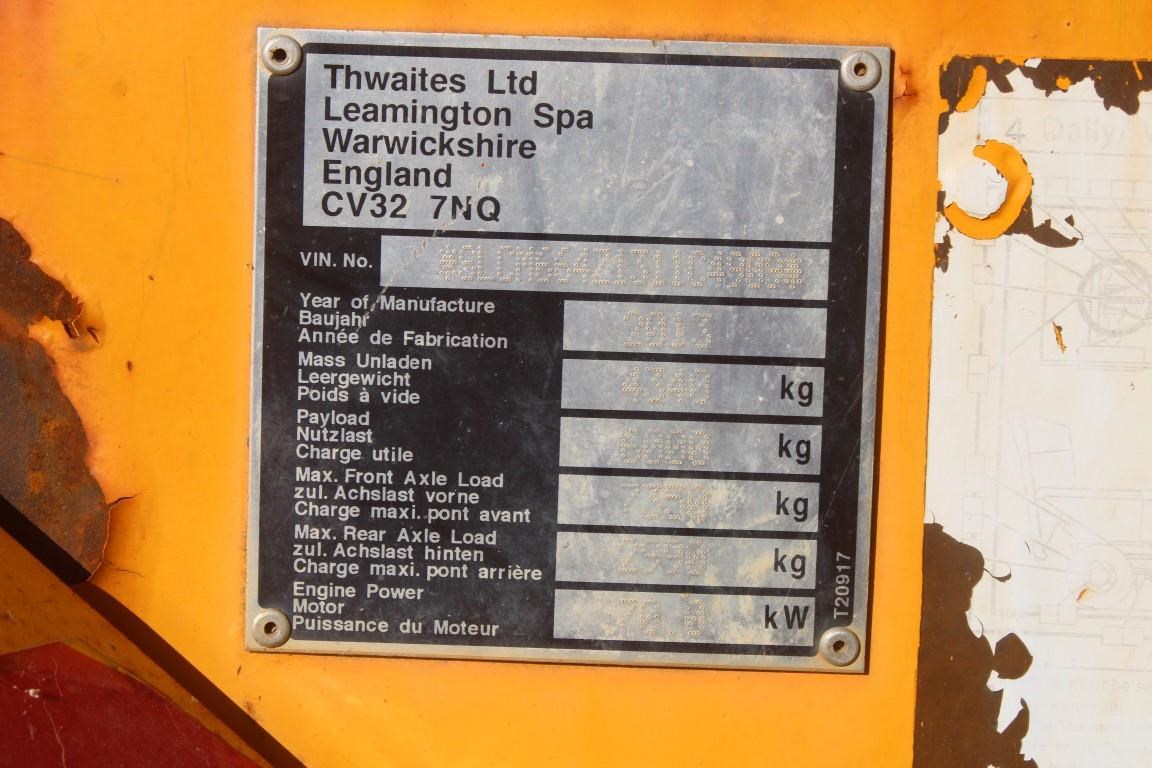 Thwaites Ltd
Leamington Spa
Warwickshire
England
CV32 7NQ
VIN. No.
Year of Manufacture
Baujahr
Année de Fabrication
2013
Mass Unladen
Leergewicht
Poids à vide
kg
Payload
Nutzlast
Charge utile
kg
Max. Front Axle Load
zul. Achslast vorne
Charge maxi. pont avant
kg
Max. Rear Axle Load
zul. Achslast hinten
Charge maxi. pont arrière
kg
Engine Power
Motor
Puissance du Moteur
kW
T20917
4 Daily